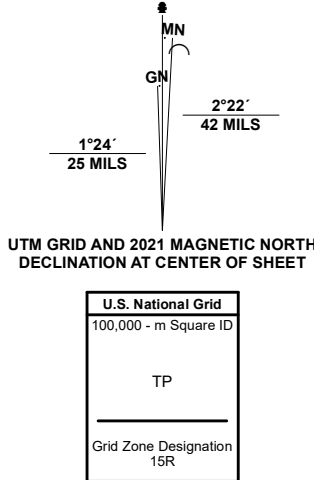 MN
GN
2°22´
42 MILS
1°24´
25 MILS
UTM GRID AND 2021 MAGNETIC NORTH
DECLINATION AT CENTER OF SHEET
U.S. National Grid
100,000 - m Square ID
TP
Grid Zone Designation
15R